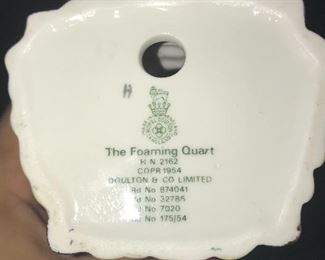 H
The Foaming Quart
H N 2162
COPR 1954
DOULTON & CO LIMITED
Rd No 874041
Rd No 32785
No 7020
No 175/54